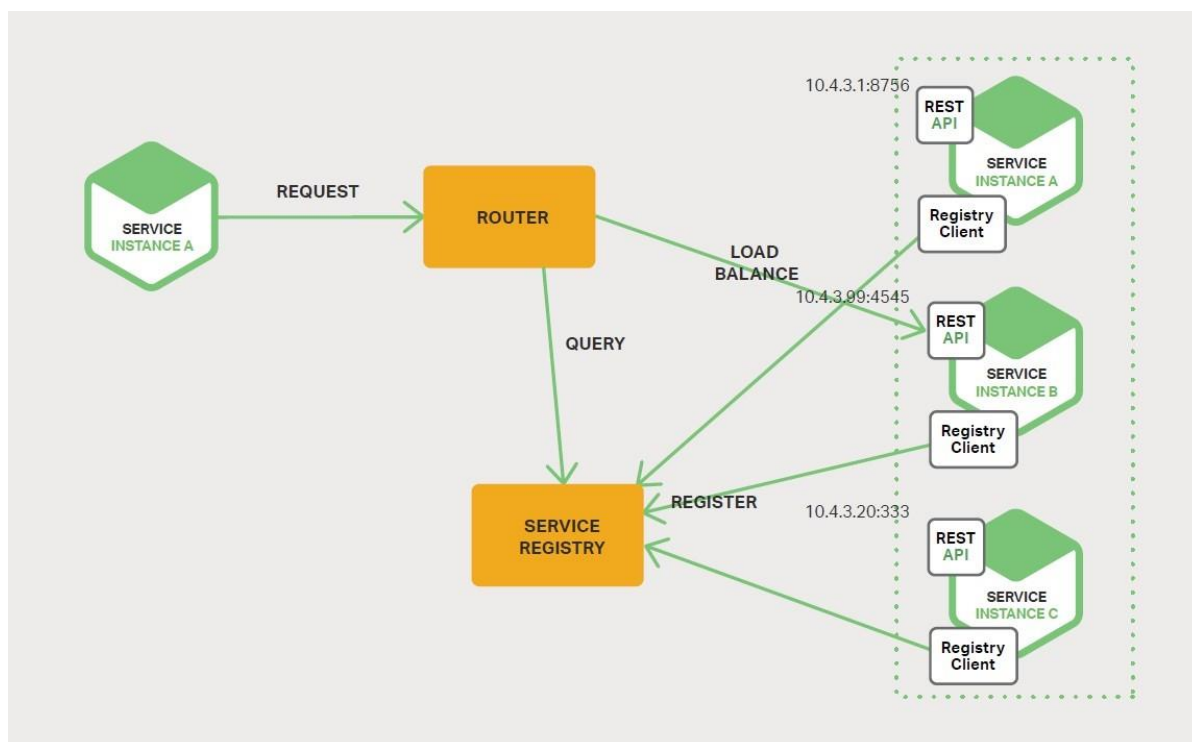 10.4.3.1:8756
REST
API
SERVICE
INSTANCE A
Registry
Client
SERVICE
INSTANCE A
REQUEST
ROUTER
LOAD
BALANCE
10.4.3.99:4545
REST
API
SERVICE
INSTANCE B
Registry
Client
QUERY
SERVICE
REGISTRY
REGISTER
10.4.3.20:333
REST
API
SERVICE
INSTANCE C
Registry
Client